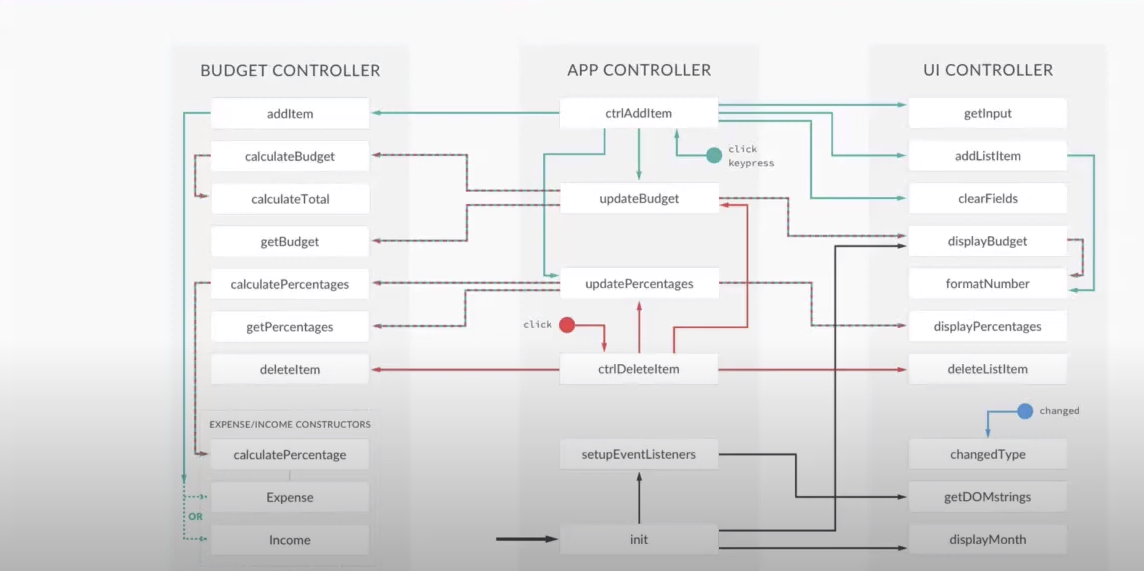 BUDGET CONTROLLER
addItem
calculateBudget
calculateTotal
getBudget
calculatePercentages
getPercentages
deleteItem
EXPENSE/INCOME CONSTRUCTORS
calculatePercentage
Expense
OR
Income
APP CONTROLLER
ctrlAddItem
click
keypress
updateBudget
updatePercentages
click
ctrlDeleteItem
setupEventListeners
init
UI CONTROLLER
getInput
addListItem
clearFields
displayBudget
formatNumber
displayPercentages
deleteListItem
changed
changedType
getDOMstrings
displayMonth